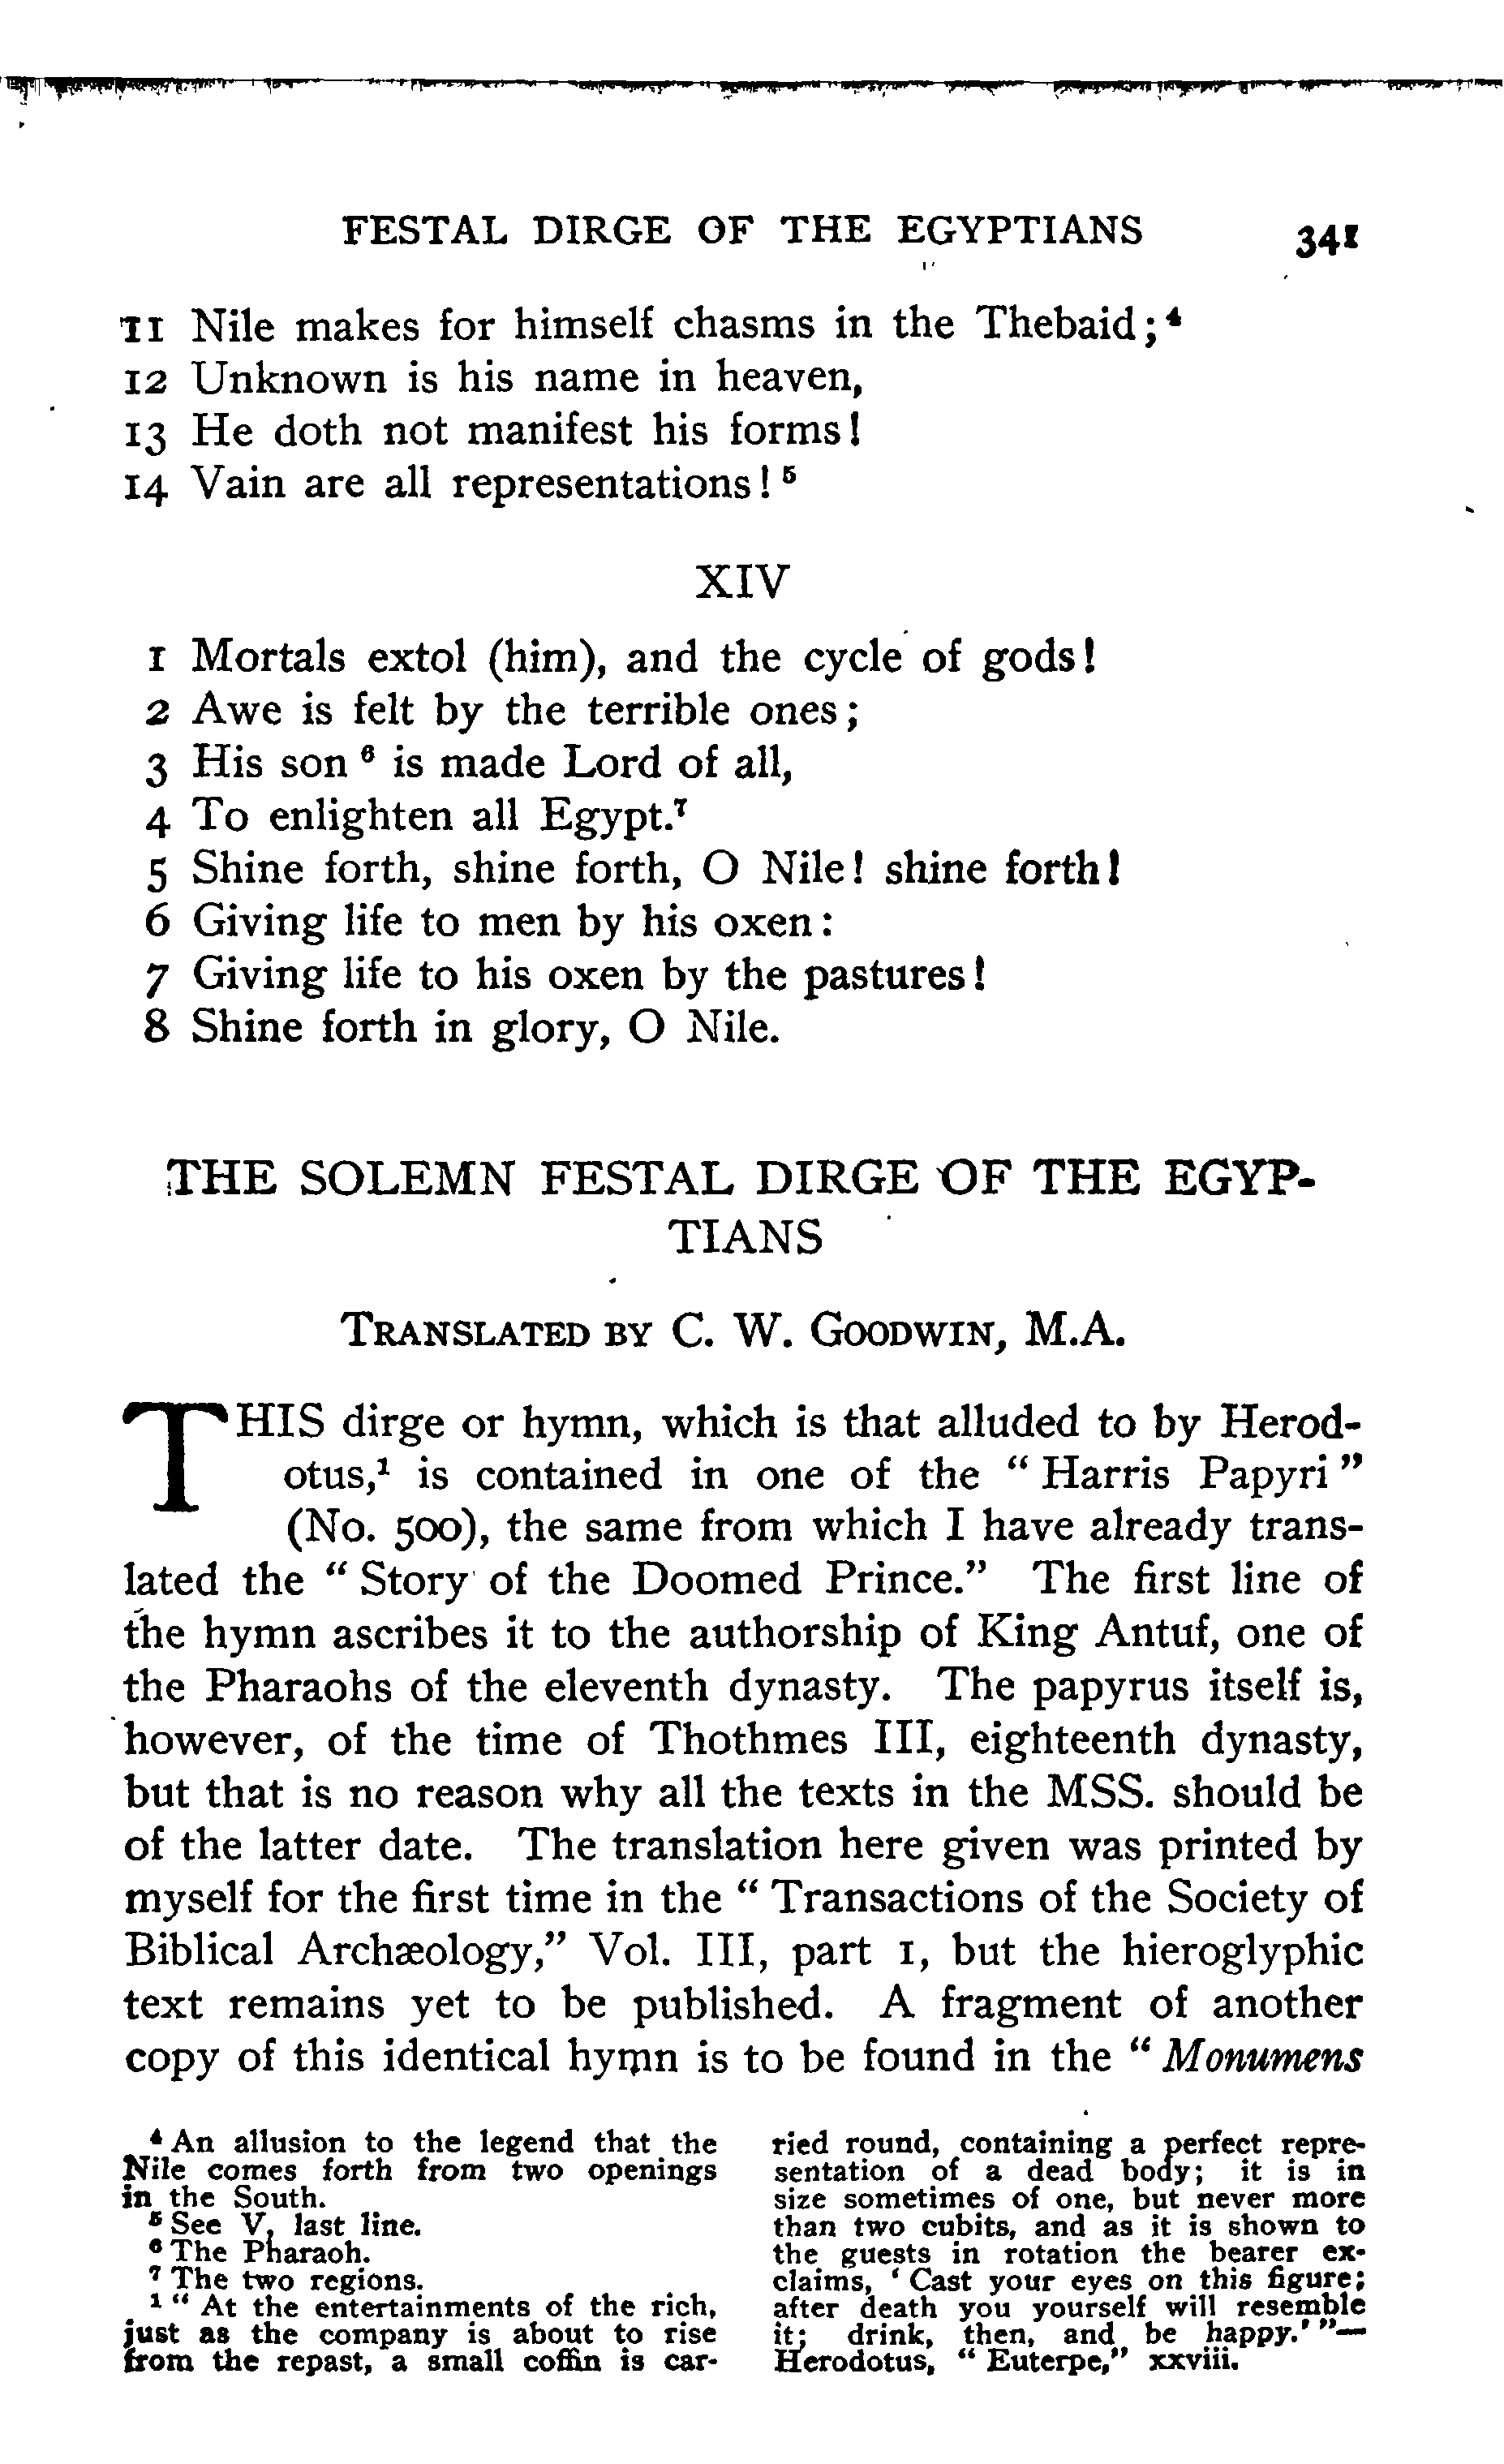 FESTAL DIRGE OF THE EGYPTIANS 341
11 Nile makes for himself chasms in the Thebaid;⁴
12 Unknown is his name in heaven,
13 He doth not manifest his forms!
14 Vain are all representations!⁵
XIV
1 Mortals extol (him), and the cycle of gods!
2 Awe is felt by the terrible ones;
3 His son⁶ is made Lord of all,
4 To enlighten all Egypt.⁷
5 Shine forth, shine forth, O Nile! shine forth!
6 Giving life to men by his oxen:
7 Giving life to his oxen by the pastures!
8 Shine forth in glory, O Nile.
THE SOLEMN FESTAL DIRGE OF THE EGYP-
TIANS
TRANSLATED BY C. W. GOODWIN, M.A.
THIS dirge or hymn, which is that alluded to by Herod-
otus,¹ is contained in one of the "Harris Papyri"
(No. 500), the same from which I have already trans-
lated the "Story of the Doomed Prince." The first line of
the hymn ascribes it to the authorship of King Antuf, one of
the Pharaohs of the eleventh dynasty. The papyrus itself is,
however, of the time of Thothmes III, eighteenth dynasty,
but that is no reason why all the texts in the MSS. should be
of the latter date. The translation here given was printed by
myself for the first time in the "Transactions of the Society of
Biblical Archæology," Vol. III, part 1, but the hieroglyphic
text remains yet to be published. A fragment of another
copy of this identical hymn is to be found in the "Monumens
⁴ An allusion to the legend that the
Nile comes forth from two openings
in the South.
⁵ See V, last line.
⁶ The Pharaoh.
⁷ The two regions.
¹ "At the entertainments of the rich,
just as the company is about to rise
from the repast, a small coffin is car-
ried round, containing a perfect repre-
sentation of a dead body; it is in
size sometimes of one, but never more
than two cubits, and as it is shown to
the guests in rotation the bearer ex-
claims, 'Cast your eyes on this figure;
after death you yourself will resemble
it; drink, then, and be happy.'"—
Herodotus, "Euterpe," xxviii.